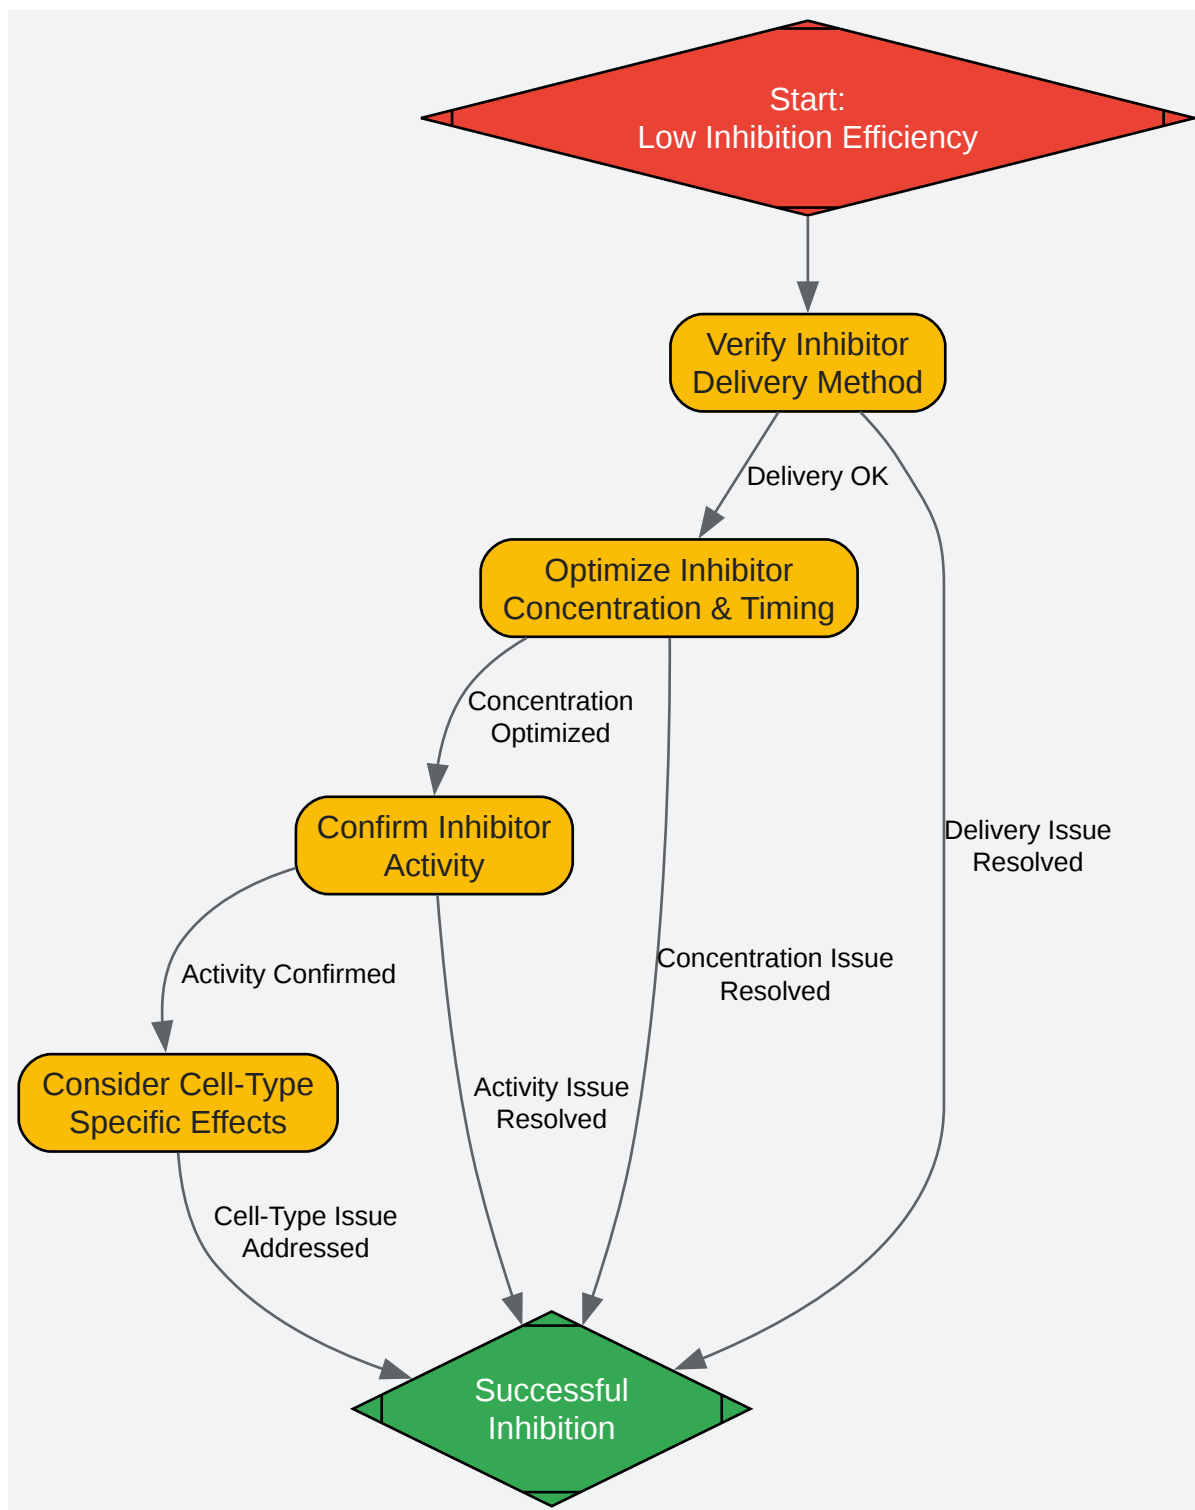 Start:
Low Inhibition Efficiency
Verify Inhibitor
Delivery Method
Delivery OK
Optimize Inhibitor
Concentration & Timing
Concentration
Optimized
Confirm Inhibitor
Activity
Delivery Issue
Resolved
Activity Confirmed
Concentration Issue
Resolved
Consider Cell-Type
Specific Effects
Activity Issue
Resolved
Cell-Type Issue
Addressed
Successful
Inhibition